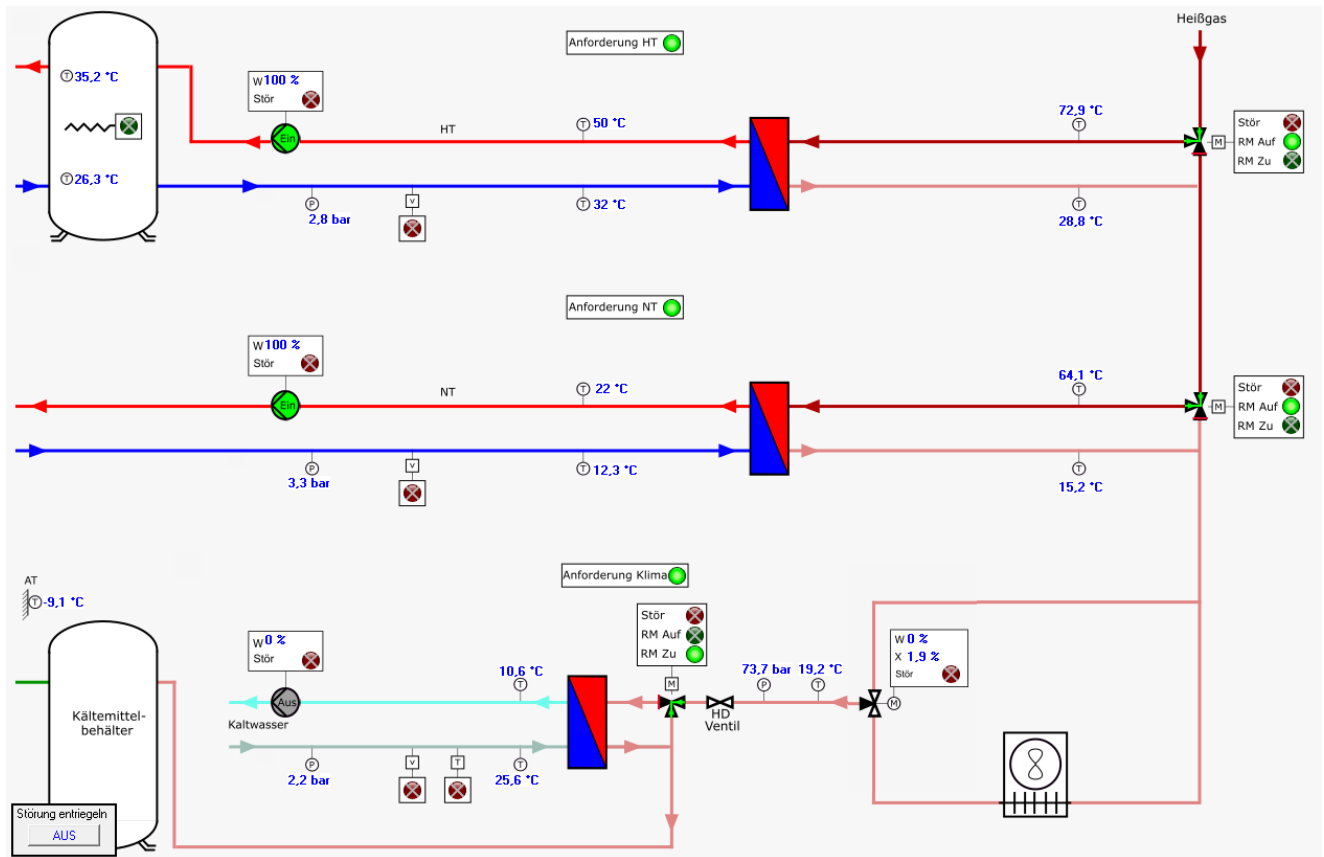 Heißgas
Anforderung HT
T 35,2 °C
W 100 %
Stör
Ein
HT
T 50 °C
72,9 °C
T
Stör
M
RM Auf
RM Zu
T 26,3 °C
P
2,8 bar
v
T 32 °C
T
28,8 °C
Anforderung NT
W 100 %
Stör
Ein
NT
22 °C
T
64,1 °C
T
Stör
M
RM Auf
RM Zu
P
3,3 bar
v
T 12,3 °C
T
15,2 °C
AT
T -9,1 °C
Anforderung Klima
Stör
RM Auf
RM Zu
M
W 0 %
Stör
Aus
Kaltwasser
10,6 °C
T
73,7 bar
P
19,2 °C
T
W 0 %
X 1,9 %
Stör
M
HD
Ventil
P
2,2 bar
v
T
T
25,6 °C
Kältemittel-
behälter
Störung entriegeln
AUS